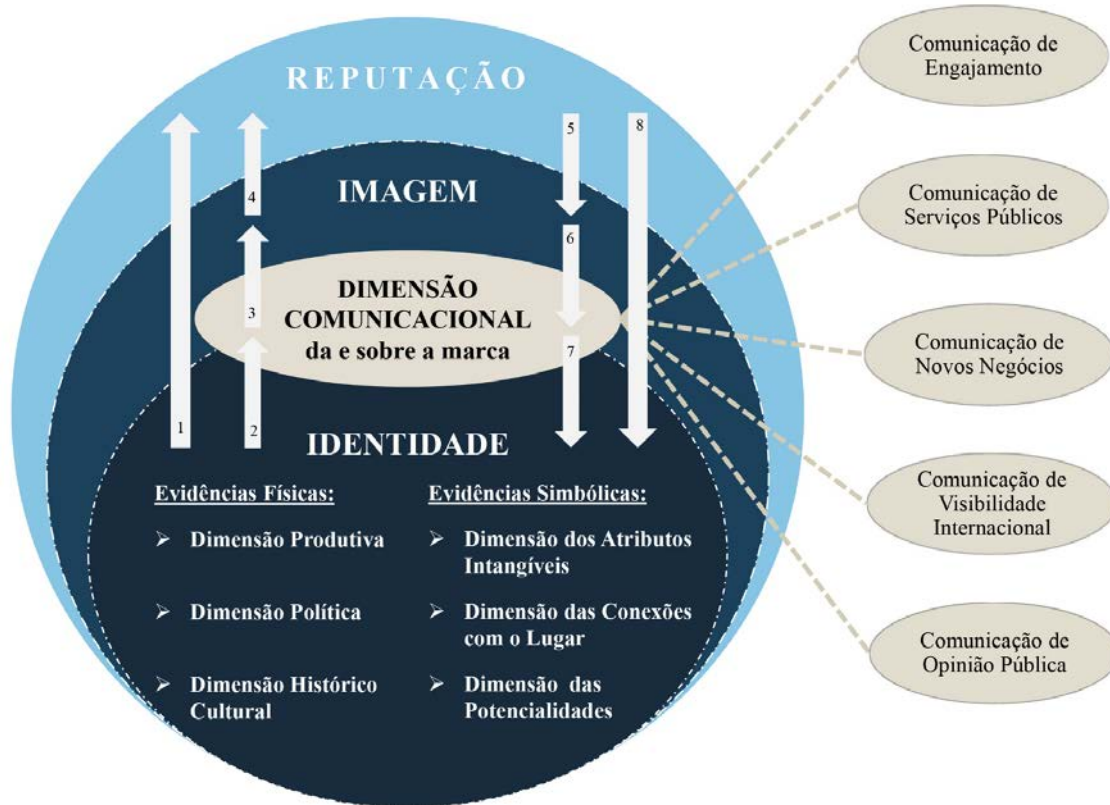 REPUTAÇÃO
5
8
4
IMAGEM
6
3
DIMENSÃO
COMUNICACIONAL
da e sobre a marca
7
1
2
IDENTIDADE
Evidências Físicas:
➢ Dimensão Produtiva
➢ Dimensão Política
➢ Dimensão Histórico
Cultural
Evidências Simbólicas:
➢ Dimensão dos Atributos
Intangíveis
➢ Dimensão das Conexões
com o Lugar
➢ Dimensão das
Potencialidades
Comunicação de
Engajamento
Comunicação de
Serviços Públicos
Comunicação de
Novos Negócios
Comunicação de
Visibilidade
Internacional
Comunicação de
Opinião Pública